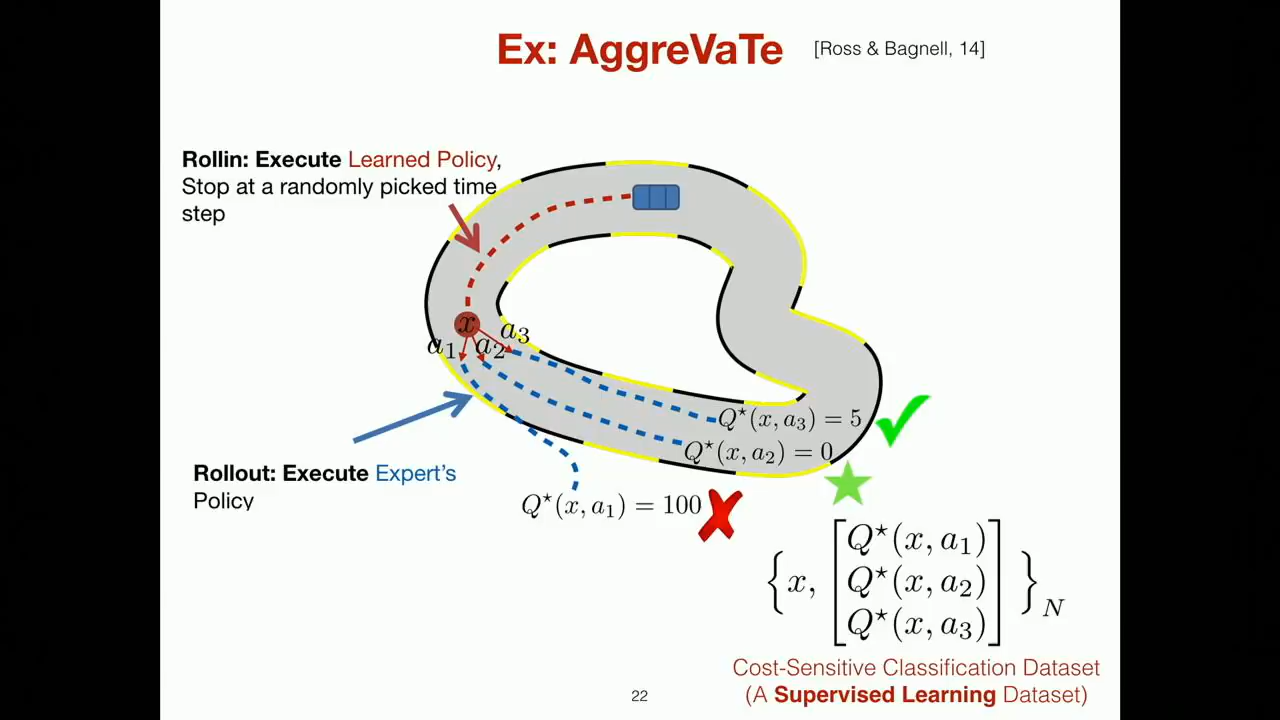 Ex: AggreVaTe
[Ross & Bagnell, 14]
Rollin: Execute Learned Policy,
Stop at a randomly picked time
step
x
a₁
a₂
a₃
Q⋆(x, a₃) = 5
Q⋆(x, a₂) = 0
Rollout: Execute Expert's
Policy
Q⋆(x, a₁) = 100
{x, [Q⋆(x, a₁)
Q⋆(x, a₂)
Q⋆(x, a₃)]}N
Cost-Sensitive Classification Dataset
(A Supervised Learning Dataset)
22